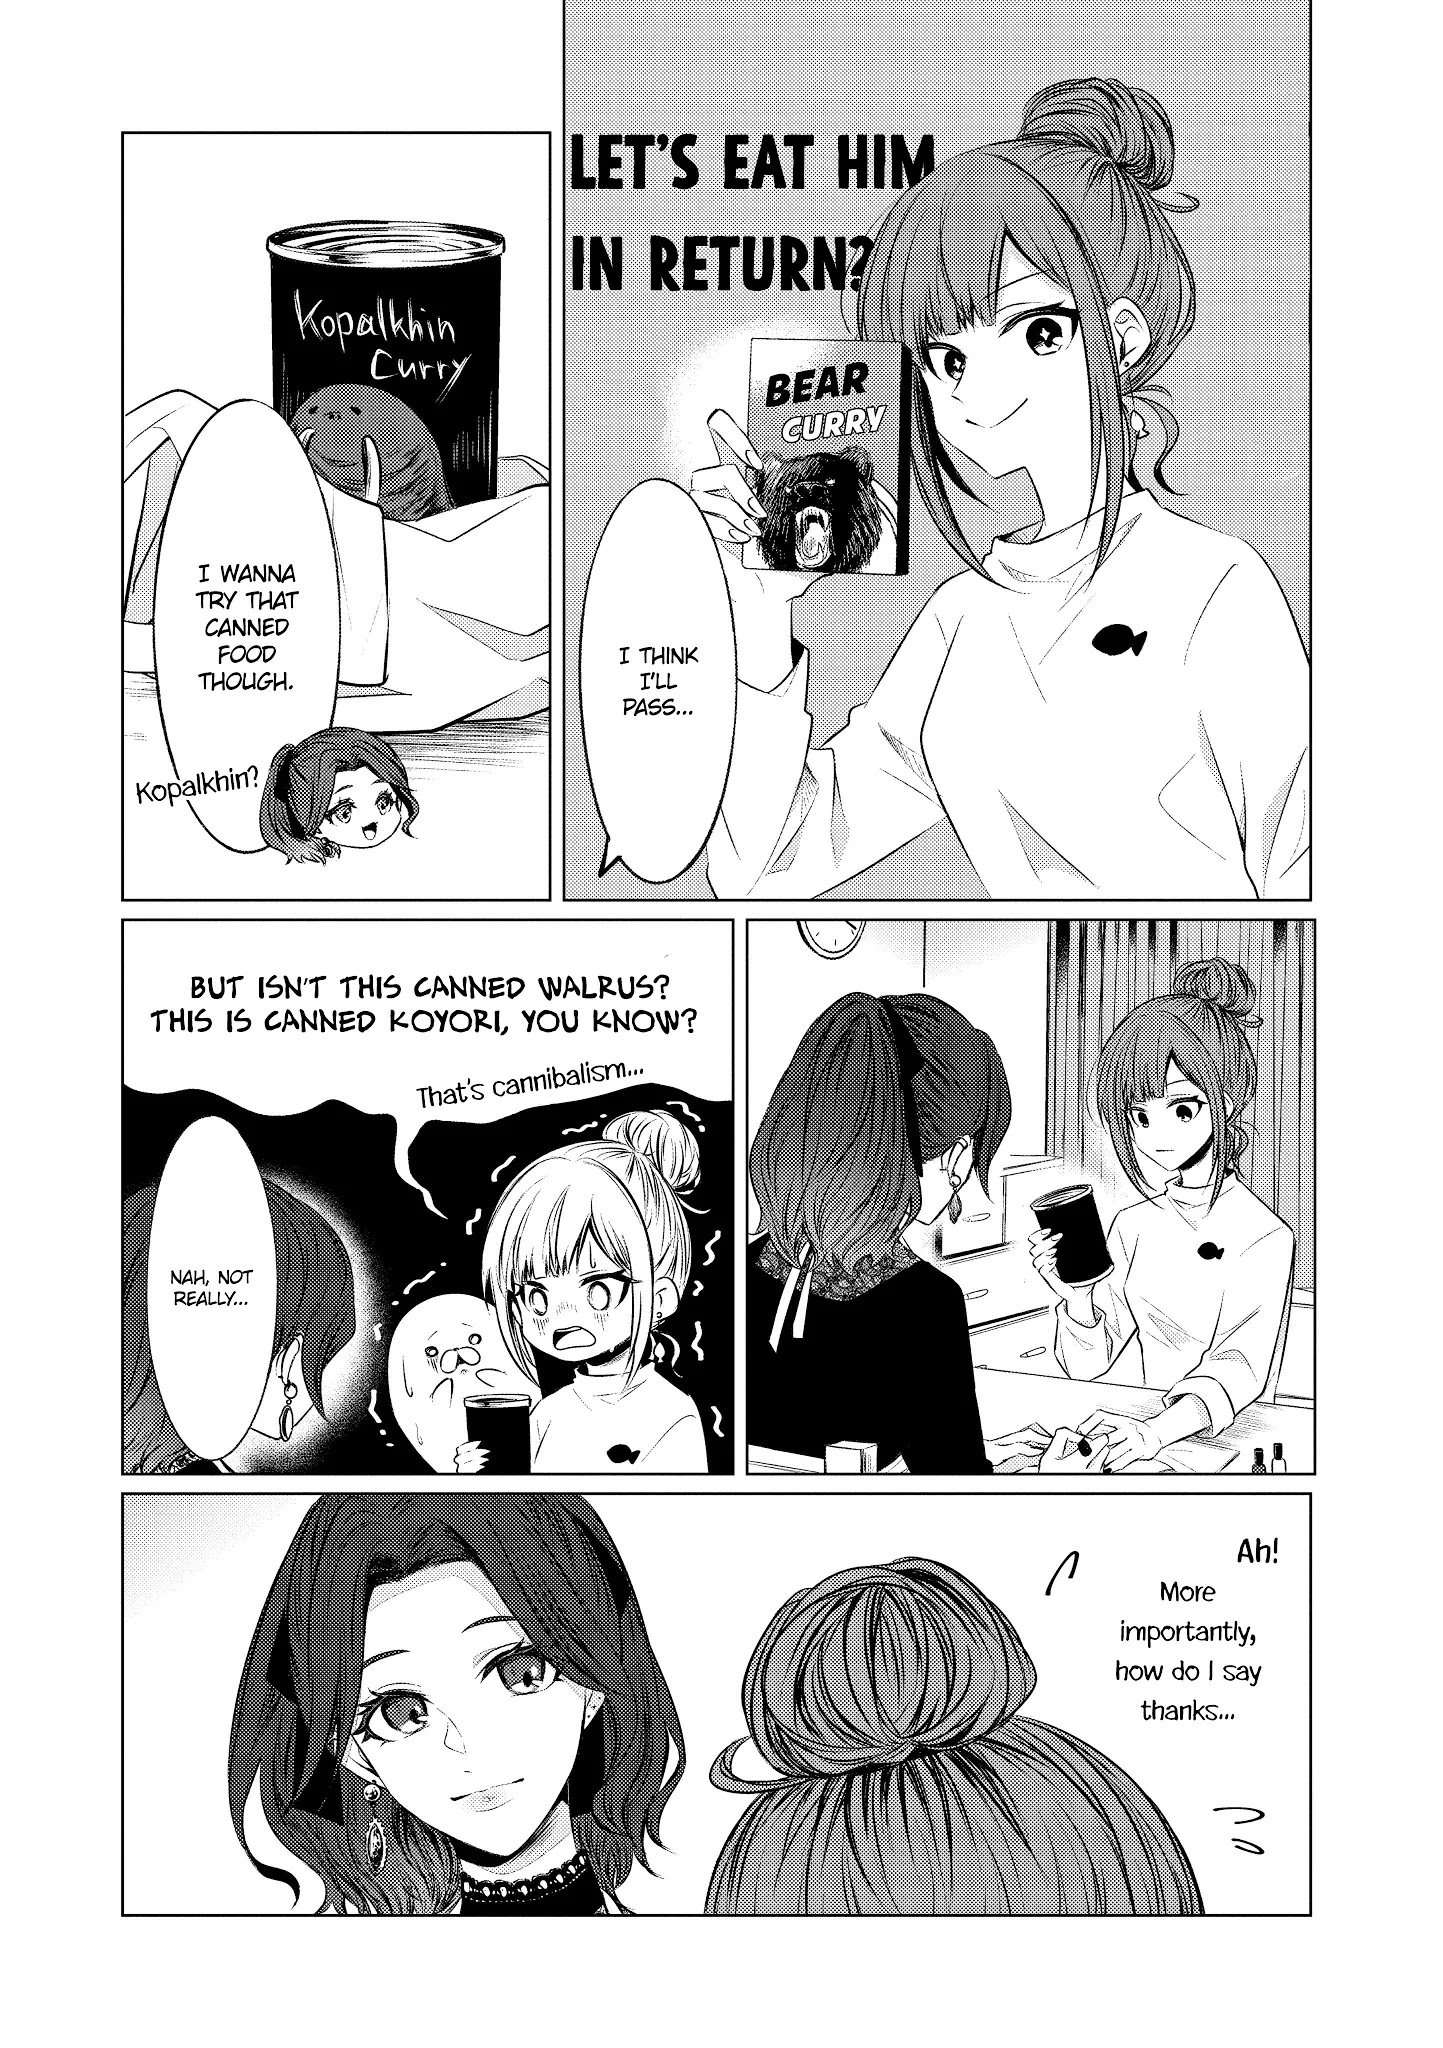 LET'S EAT HIM
IN RETURN?
BEAR
CURRY
I THINK
I'LL
PASS...
Kopalkhin
Curry
I WANNA
TRY THAT
CANNED
FOOD
THOUGH.
Kopalkhin?
BUT ISN'T THIS CANNED WALRUS?
THIS IS CANNED KOYORI, YOU KNOW?
That's cannibalism...
NAH, NOT
REALLY...
Ah!
More
importantly,
how do I say
thanks...